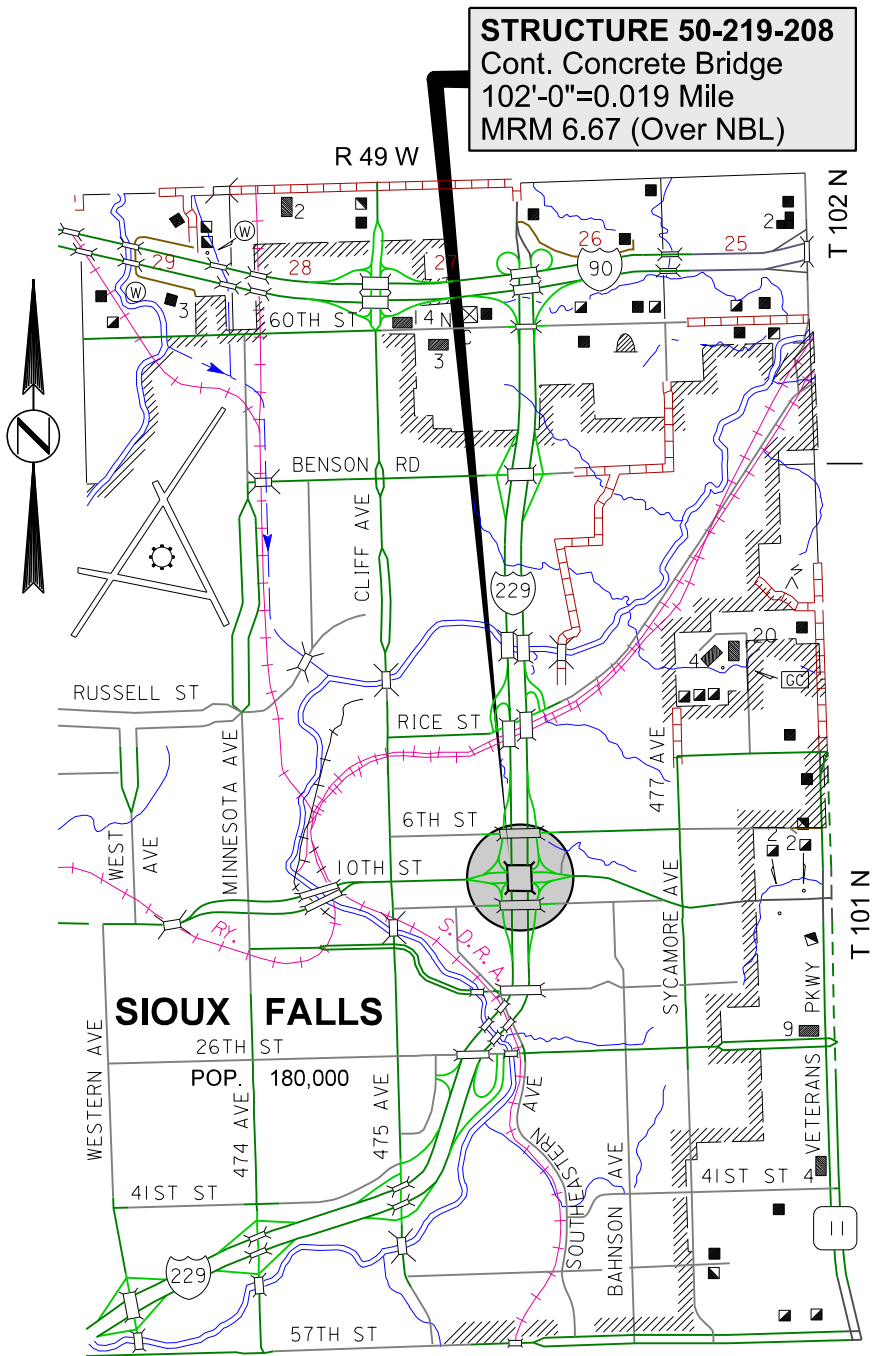 STRUCTURE 50-219-208
Cont. Concrete Bridge
102'-0"=0.019 Mile
MRM 6.67 (Over NBL)
R 49 W
T 102 N
2
W
2
29
28
27
26
25
90
W
3
60TH ST
14
N
C
3
N
BENSON RD
CLIFF AVE
229
20
4
GC
RUSSELL ST
RICE ST
MINNESOTA AVE
477 AVE
6TH ST
WEST AVE
10TH ST
2
2
T 101 N
RY.
S.D.R.A.
SYCAMORE AVE
SIOUX FALLS
9
VETERANS PKWY
26TH ST
POP. 180,000
WESTERN AVE
474 AVE
475 AVE
SOUTHEASTERN AVE
BAHNSON AVE
41ST ST
41ST ST
4
11
229
57TH ST